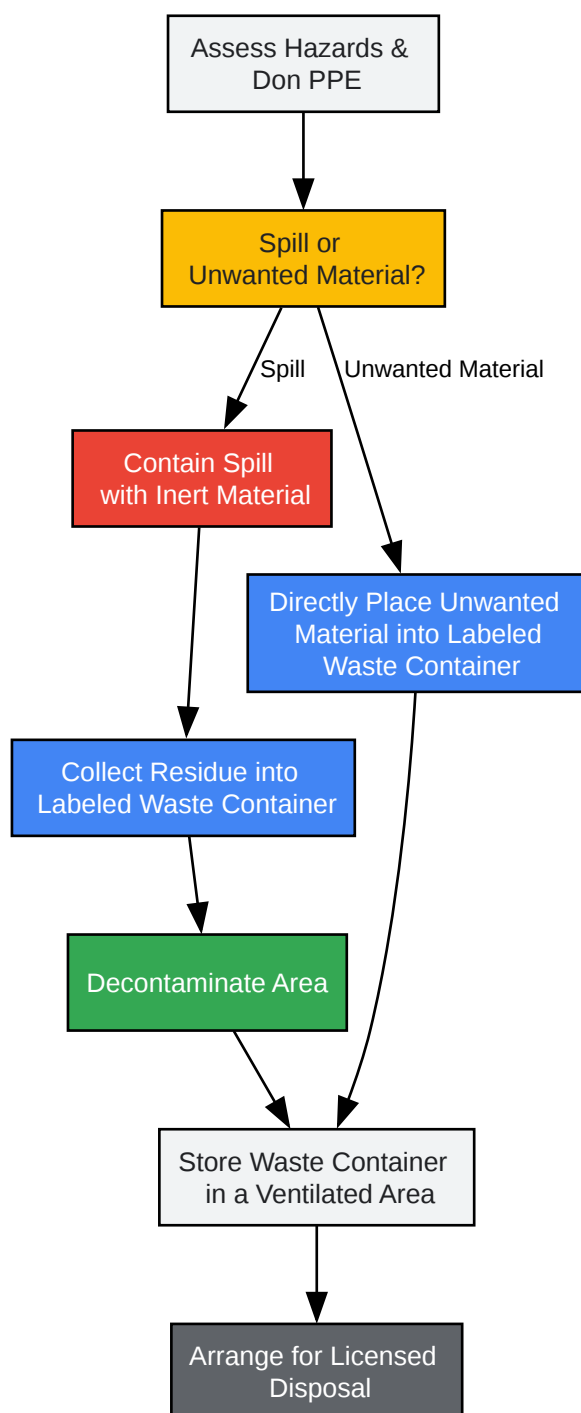 Assess Hazards &
Don PPE
Spill or
Unwanted Material?
Spill
Unwanted Material
Contain Spill
with Inert Material
Directly Place Unwanted
Material into Labeled
Waste Container
Collect Residue into
Labeled Waste Container
Decontaminate Area
Store Waste Container
in a Ventilated Area
Arrange for Licensed
Disposal